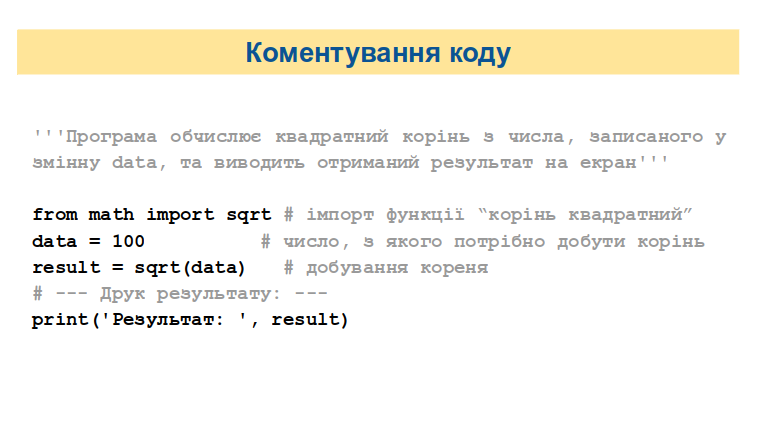 Коментування коду
'''Програма обчислює квадратний корінь з числа, записаного у
змінну data, та виводить отриманий результат на екран'''
from math import sqrt # імпорт функції “корінь квадратний”
data = 100 # число, з якого потрібно добути корінь
result = sqrt(data) # добування кореня
# --- Друк результату: ---
print('Результат: ', result)